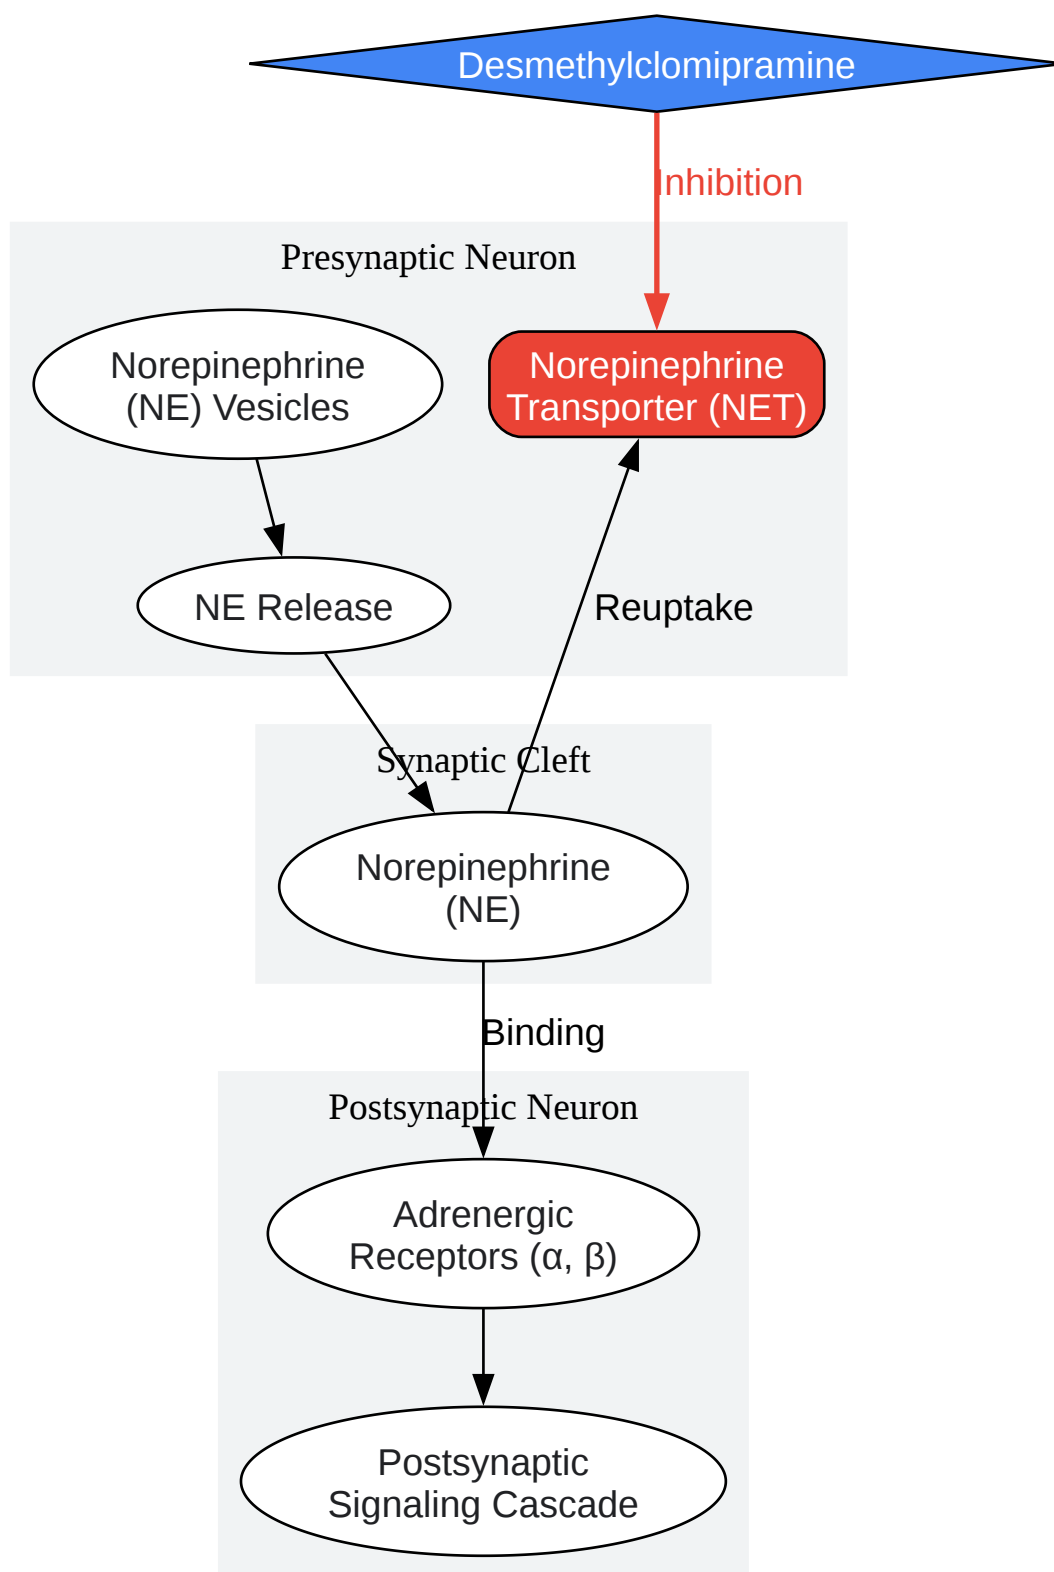 Desmethylclomipramine
Inhibition
Presynaptic Neuron
Norepinephrine
(NE) Vesicles
Norepinephrine
Transporter (NET)
NE Release
Reuptake
Synaptic Cleft
Norepinephrine
(NE)
Binding
Postsynaptic Neuron
Adrenergic
Receptors (α, β)
Postsynaptic
Signaling Cascade